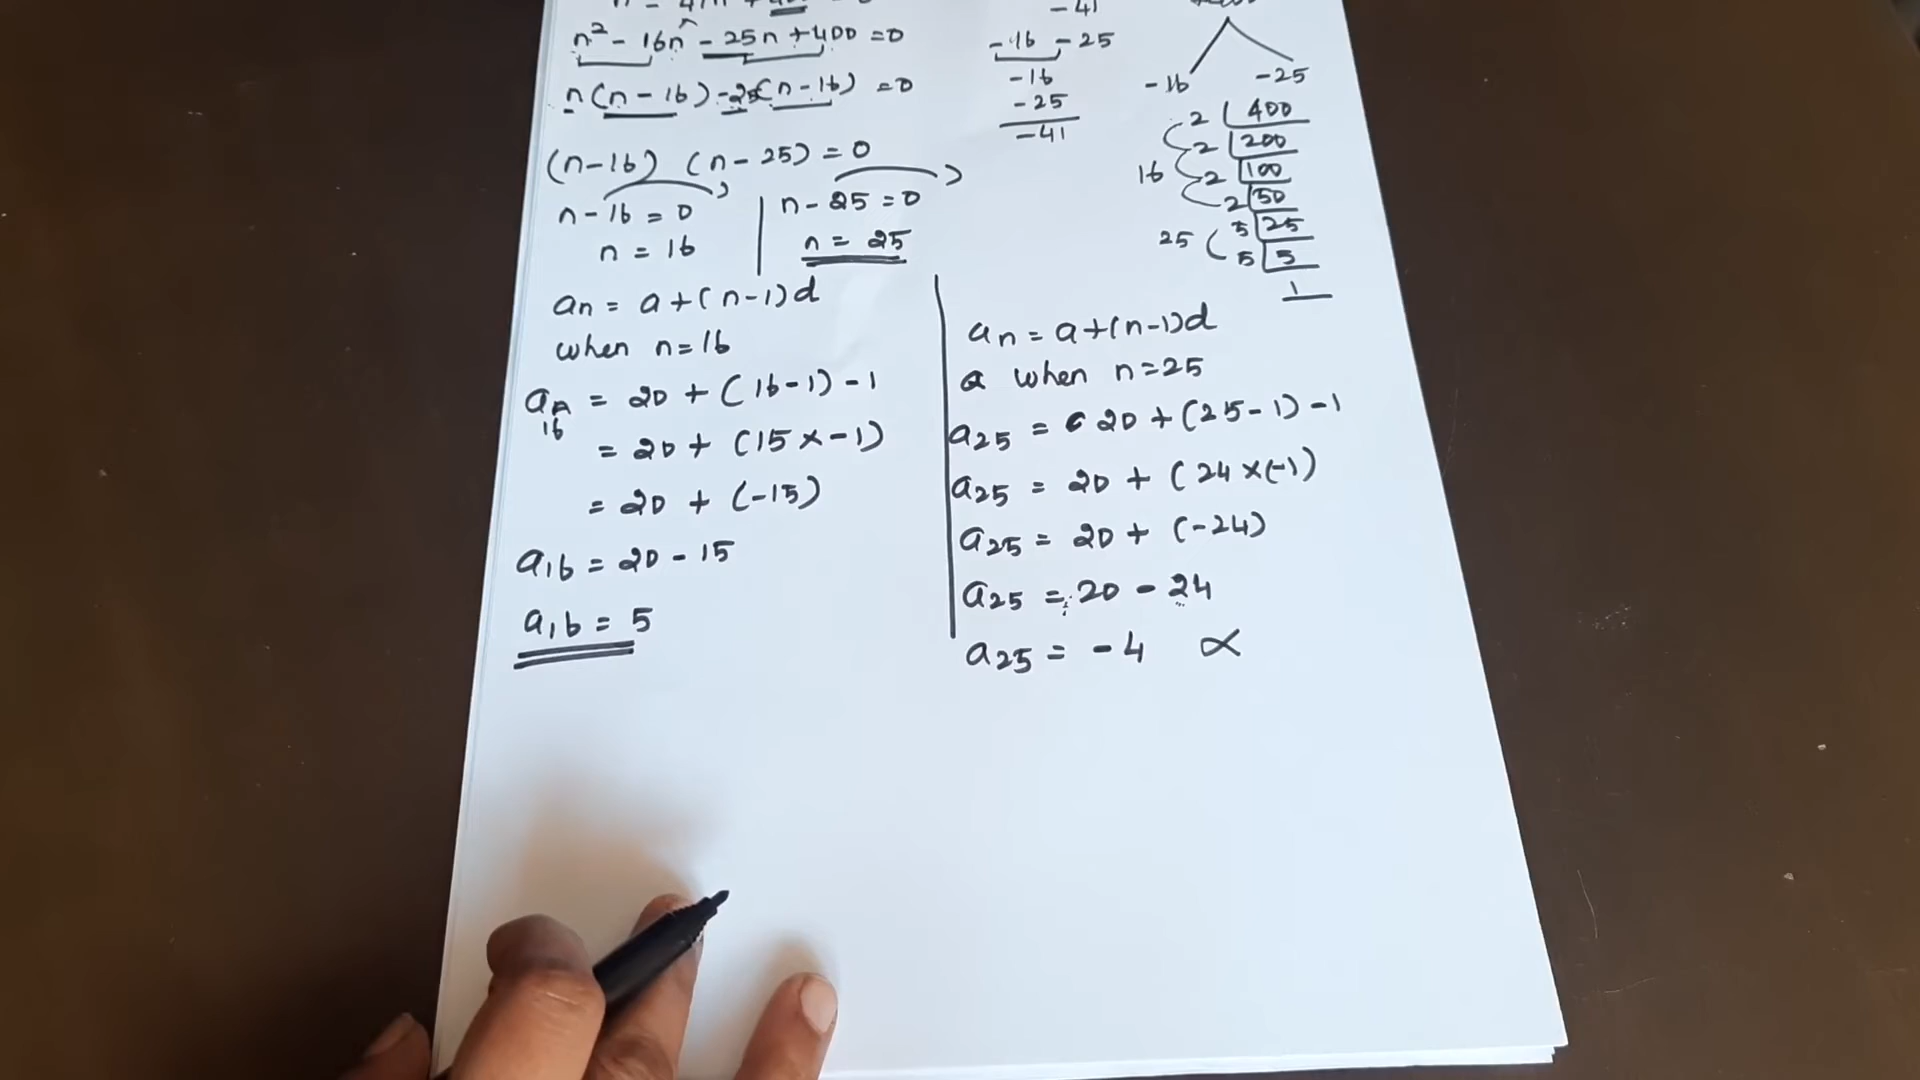 n² - 16n - 25n + 400 = 0
n(n - 16) - 25(n - 16) = 0
(n - 16) (n - 25) = 0
n - 16 = 0
n = 16
n - 25 = 0
n = 25
-41
-16 - 25
-16
-25
-41
-16 -25
2 400
2 200
2 100
2 50
5 25
5 5
1
16
25
an = a + (n - 1)d
when n = 16
a16 = 20 + (16 - 1) - 1
= 20 + (15 × -1)
= 20 + (-15)
a16 = 20 - 15
a16 = 5
an = a + (n - 1)d
when n = 25
a25 = 20 + (25 - 1) - 1
a25 = 20 + (24 × (-1)
a25 = 20 + (-24)
a25 = 20 - 24
a25 = -4 ×